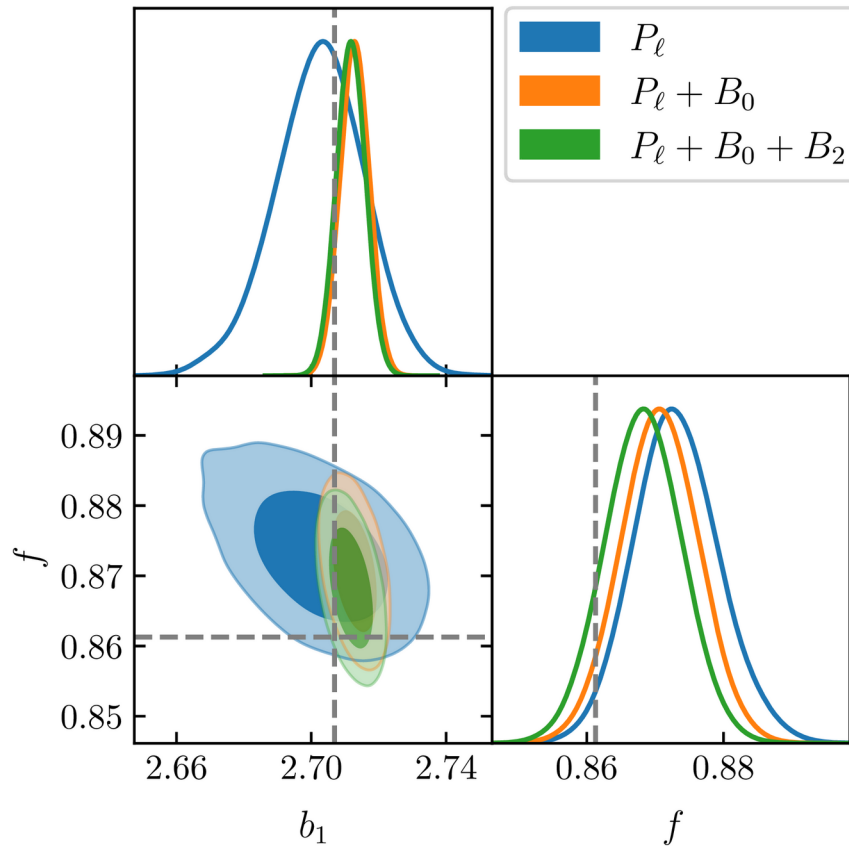 P_ℓ
P_ℓ + B_0
P_ℓ + B_0 + B_2
0.89
0.88
0.87
0.86
0.85
f
2.66 2.70 2.74
0.86 0.88
b_1
f